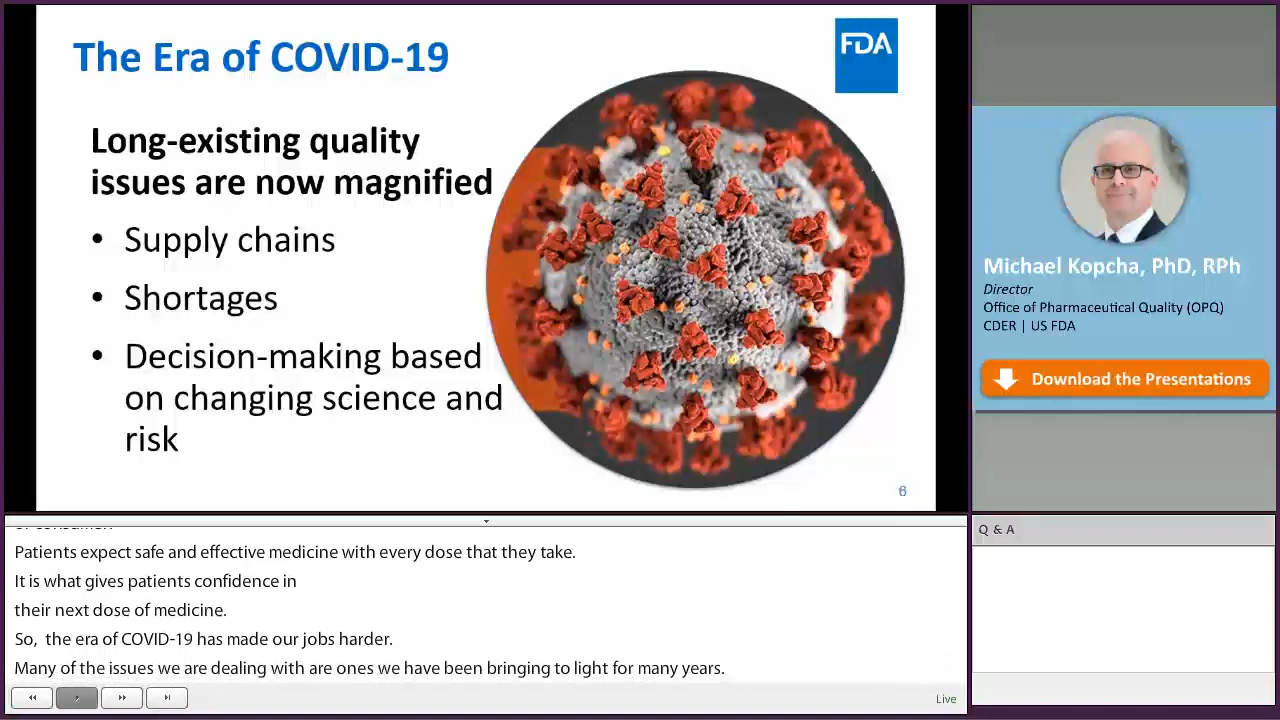 The Era of COVID-19
FDA
Long-existing quality
issues are now magnified
• Supply chains
• Shortages
• Decision-making based
on changing science and
risk
6
Michael Kopcha, PhD, RPh
Director
Office of Pharmaceutical Quality (OPQ)
CDER | US FDA
Download the Presentations
Patients expect safe and effective medicine with every dose that they take.
It is what gives patients confidence in
their next dose of medicine.
So, the era of COVID-19 has made our jobs harder.
Many of the issues we are dealing with are ones we have been bringing to light for many years.
Live
Q & A